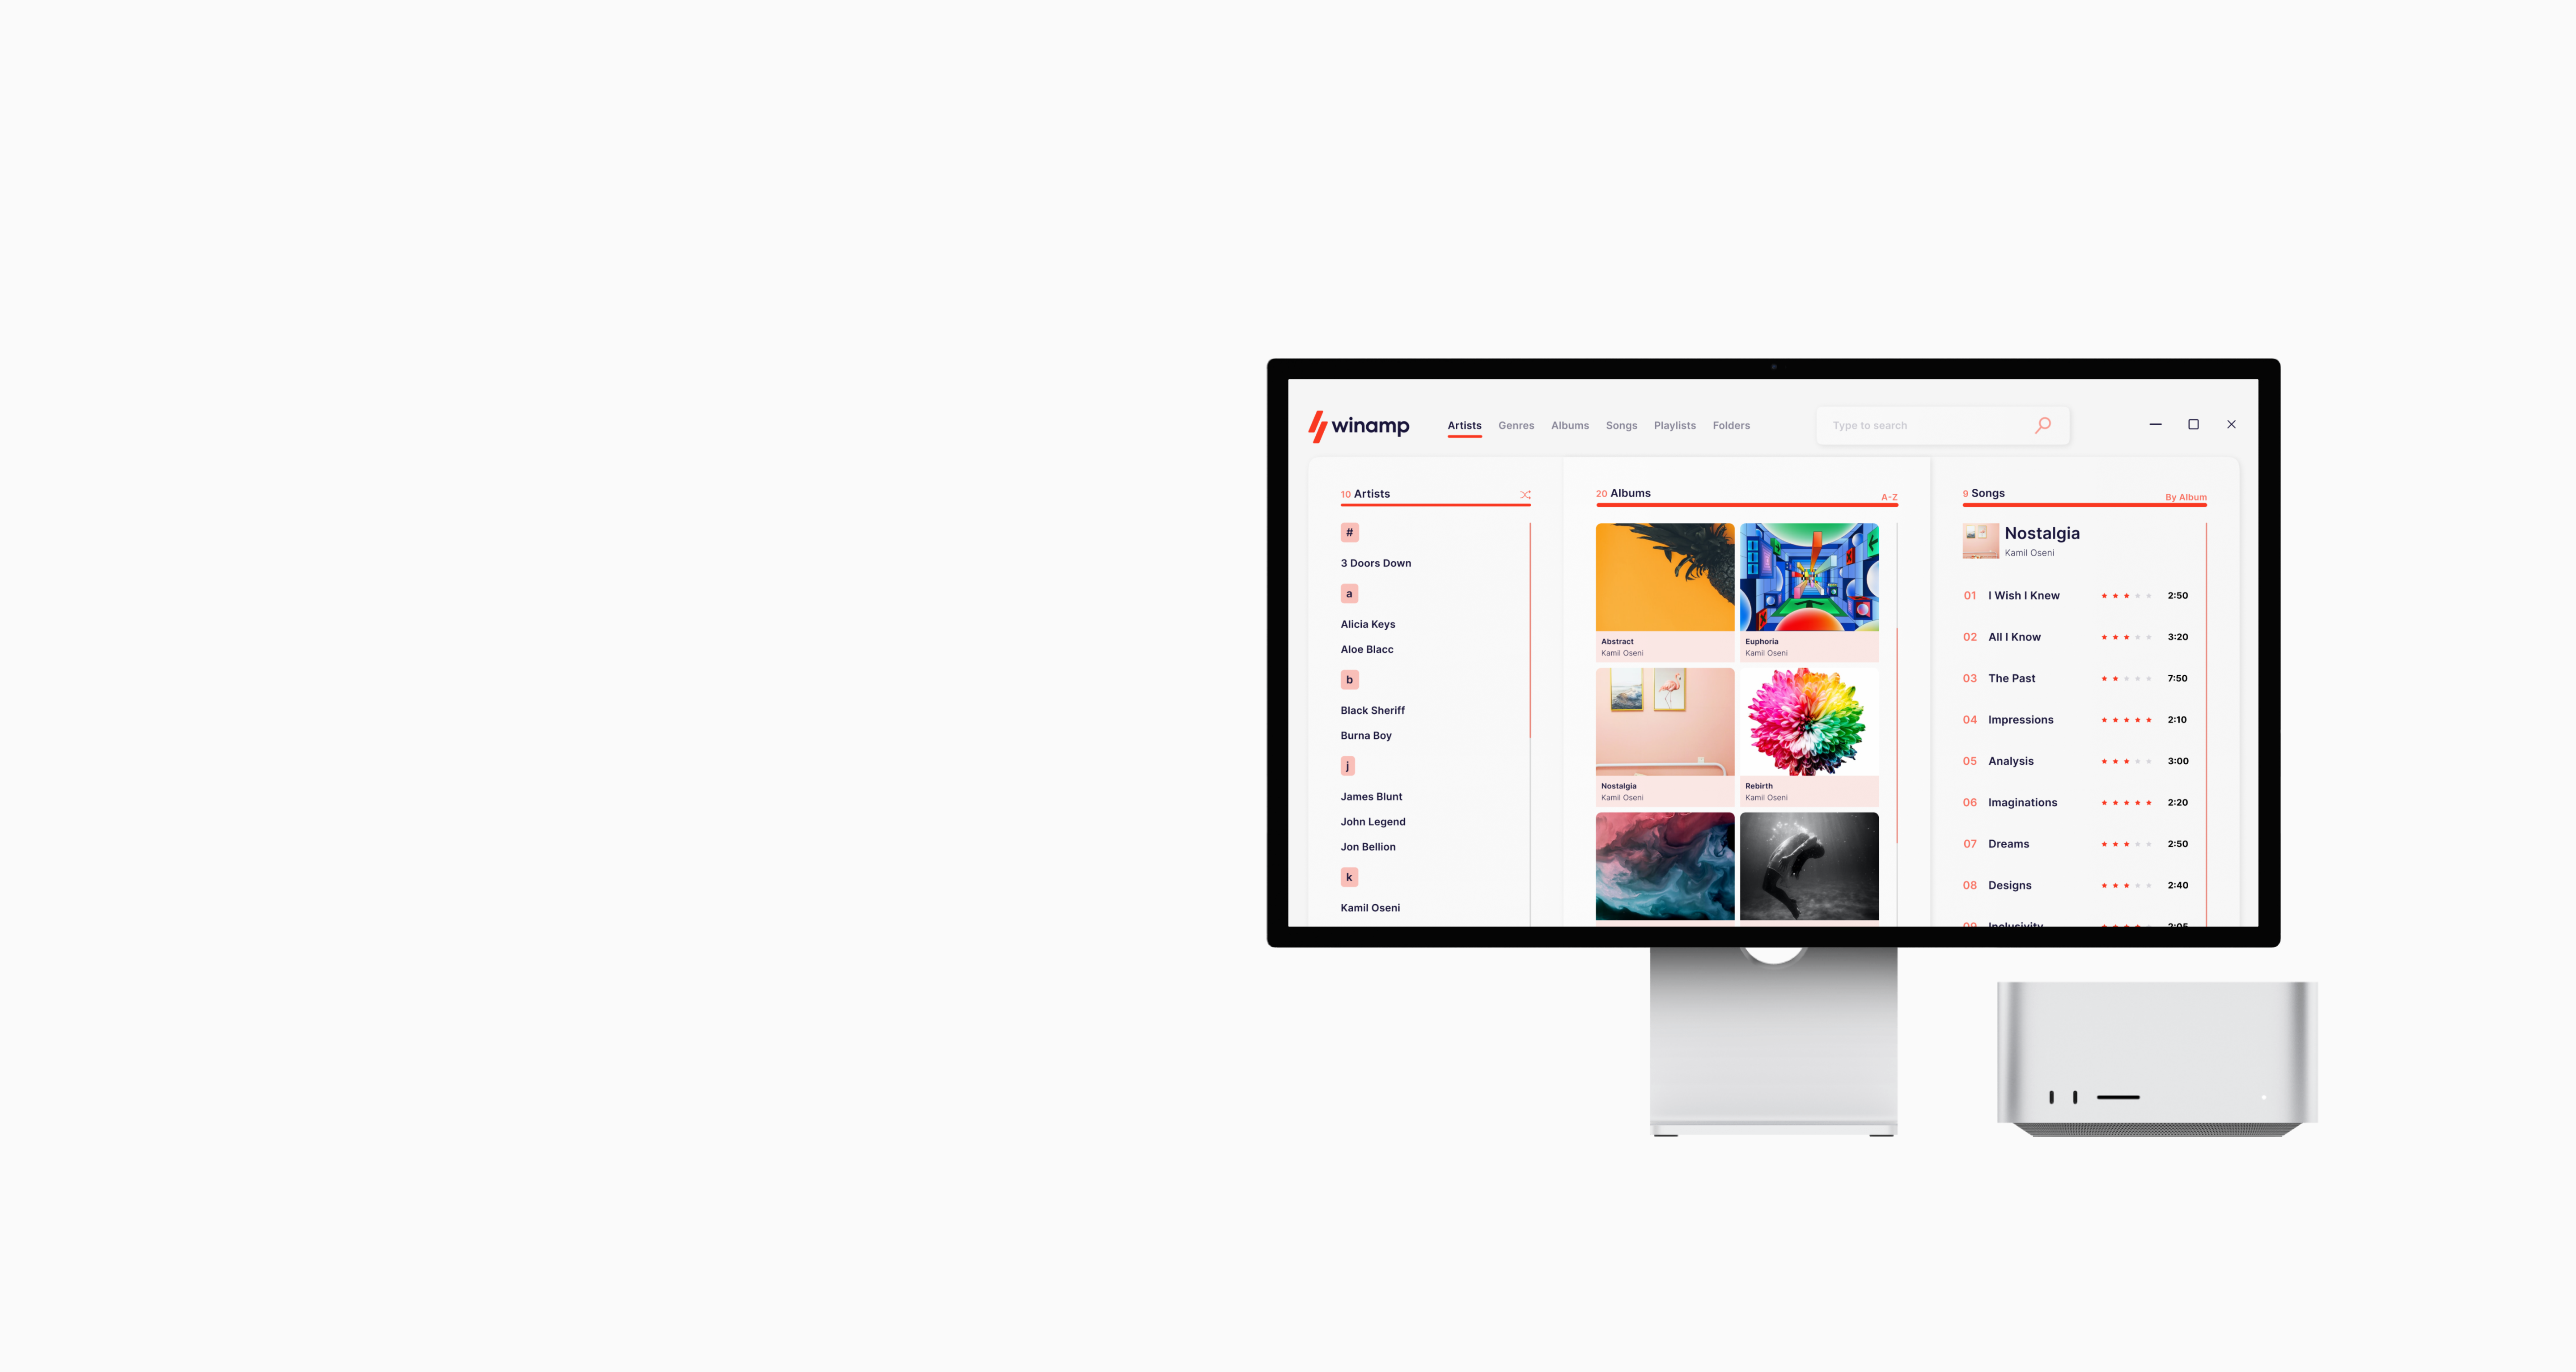 winamp
Artists Genres Albums Songs Playlists Folders
Type to search
10 Artists
#
3 Doors Down
a
Alicia Keys
Aloe Blacc
b
Black Sheriff
Burna Boy
j
James Blunt
John Legend
Jon Bellion
k
Kamil Oseni
20 Albums A-Z
Abstract
Kamil Oseni
Euphoria
Kamil Oseni
Nostalgia
Kamil Oseni
Rebirth
Kamil Oseni
9 Songs By Album
Nostalgia
Kamil Oseni
01 I Wish I Knew 2:50
02 All I Know 3:20
03 The Past 7:50
04 Impressions 2:10
05 Analysis 3:00
06 Imaginations 2:20
07 Dreams 2:50
08 Designs 2:40
09 Inclusivity 2:05